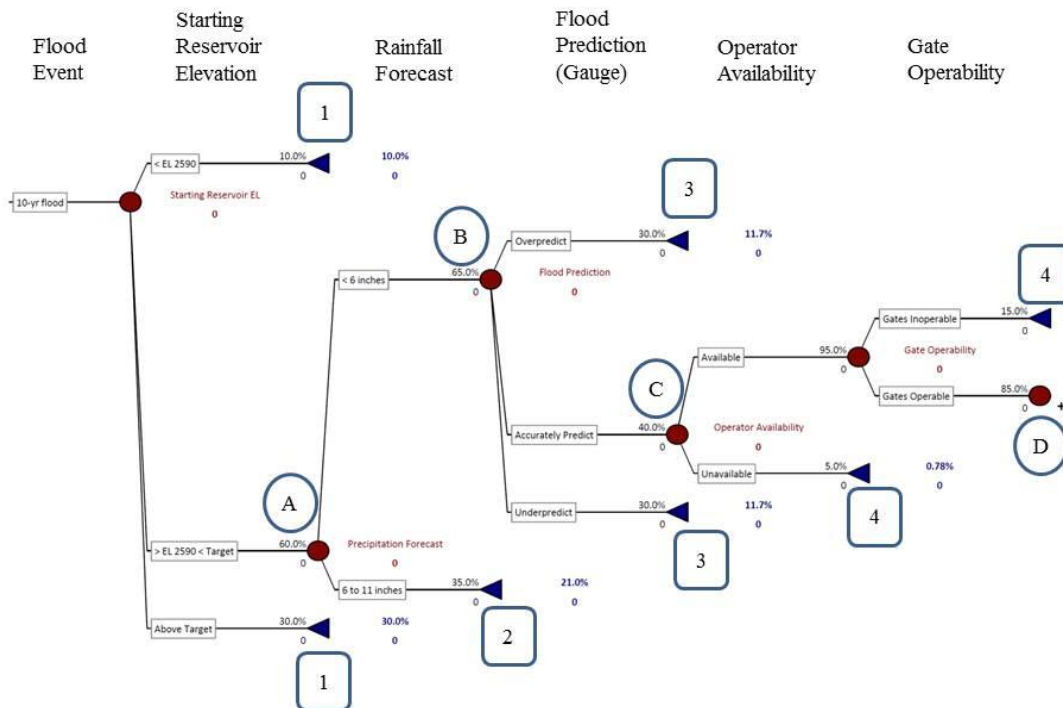 Flood
Event
Starting
Reservoir
Elevation
Rainfall
Forecast
Flood
Prediction
(Gauge)
Operator
Availability
Gate
Operability
1
< EL 2590
10.0%
0
10.0%
0
10-yr flood
Starting Reservoir EL
0
3
B
Overpredict
30.0%
0
11.7%
0
< 6 inches
65.0%
0
Flood Prediction
0
4
Gates Inoperable
15.0%
0
Available
95.0%
0
Gate Operability
0
C
Gates Operable
85.0%
0
+
D
Accurately Predict
40.0%
0
Operator Availability
0
Unavailable
5.0%
0
0.78%
0
4
A
Underpredict
30.0%
0
11.7%
0
3
> EL 2590 < Target
60.0%
0
Precipitation Forecast
0
6 to 11 inches
35.0%
0
21.0%
0
2
Above Target
30.0%
0
30.0%
0
1